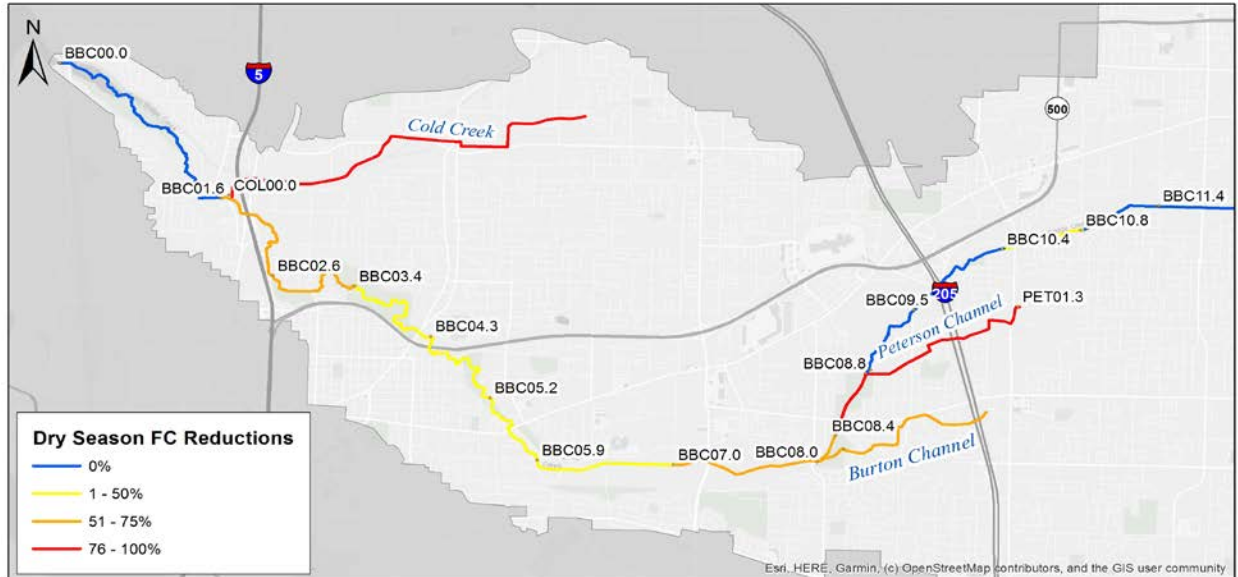 N
BBC00.0
5
Cold Creek
500
BBC01.6
COL00.0
BBC11.4
BBC10.8
BBC10.4
BBC02.6
BBC03.4
BBC09.5
205
PET01.3
Peterson Channel
BBC04.3
BBC08.8
BBC05.2
BBC08.4
Burton Channel
BBC05.9
BBC07.0
BBC08.0
Dry Season FC Reductions
0%
1 - 50%
51 - 75%
76 - 100%
Esri, HERE, Garmin, (c) OpenStreetMap contributors, and the GIS user community